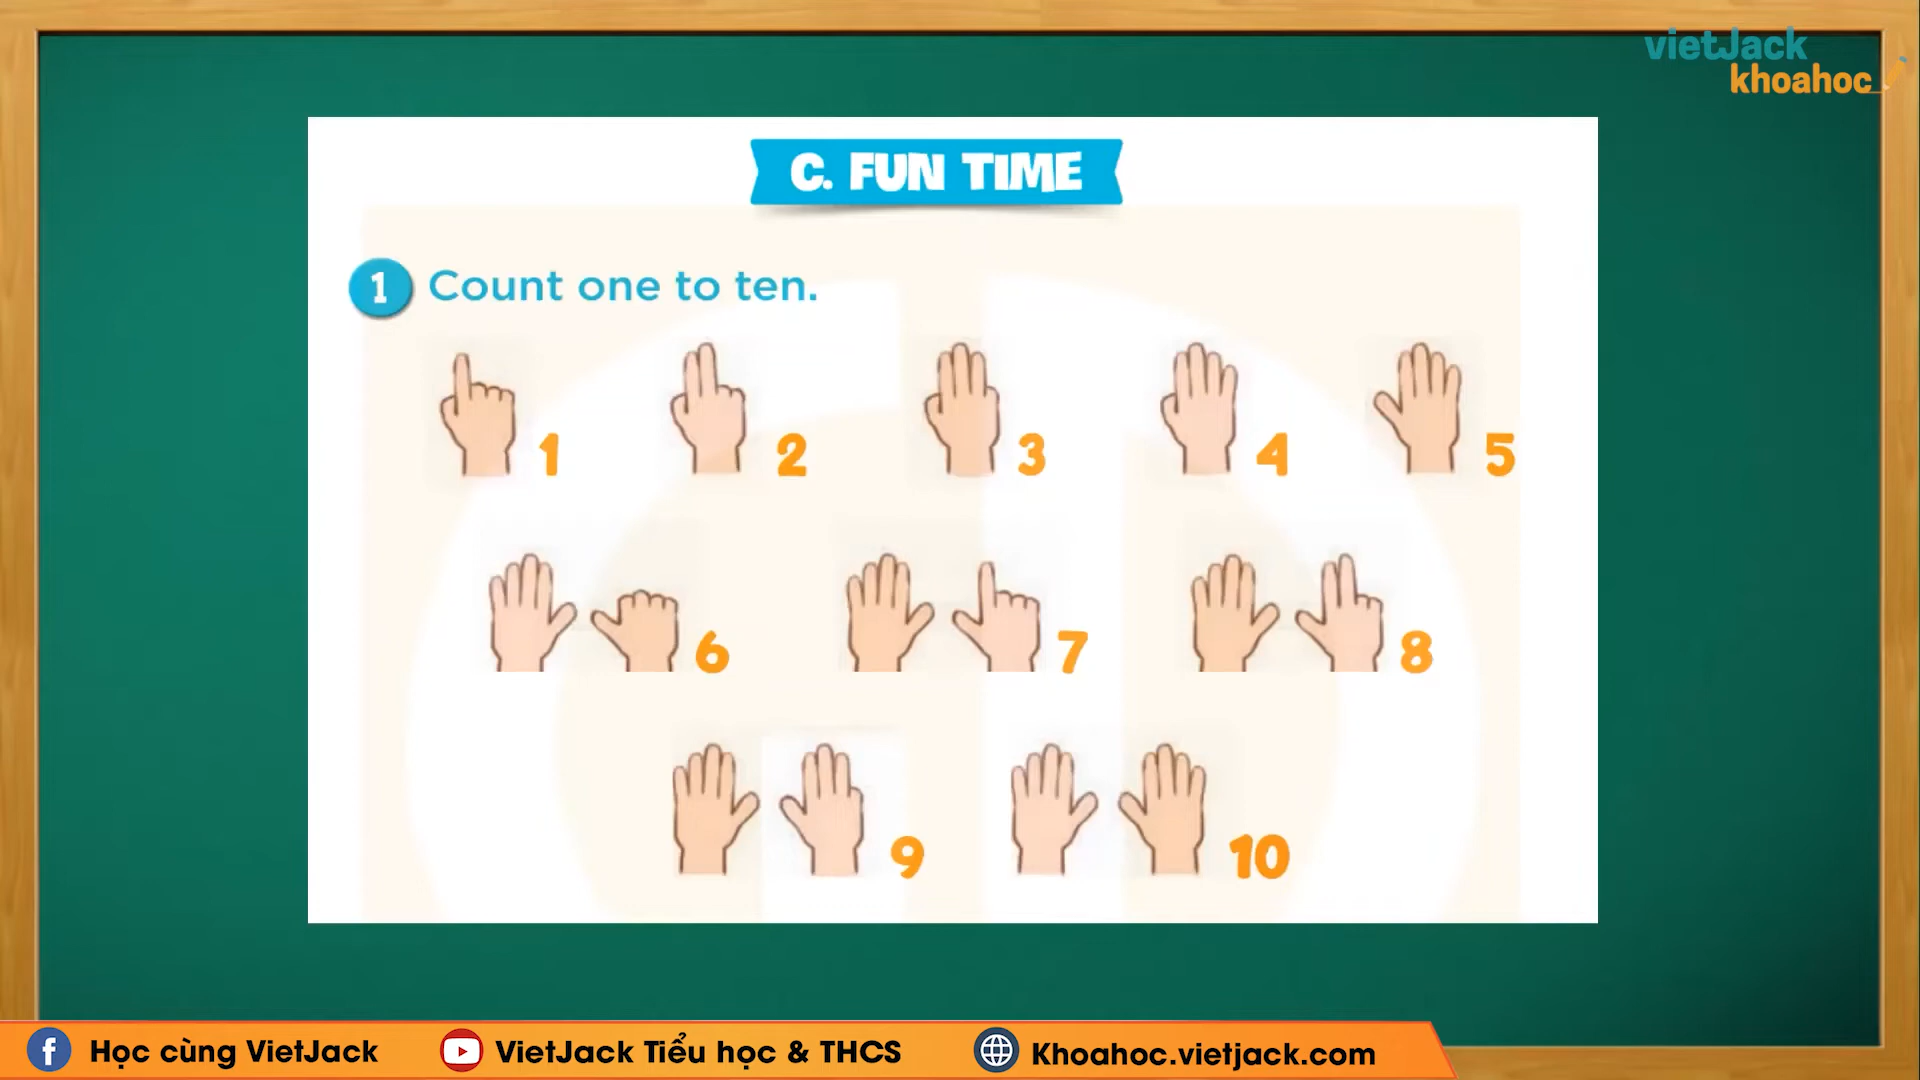 vietJack
khoahoc
C. FUN TIME
1 Count one to ten.
1 2 3 4 5
6 7 8
9 10
Học cùng VietJack VietJack Tiểu học & THCS Khoahoc.vietjack.com